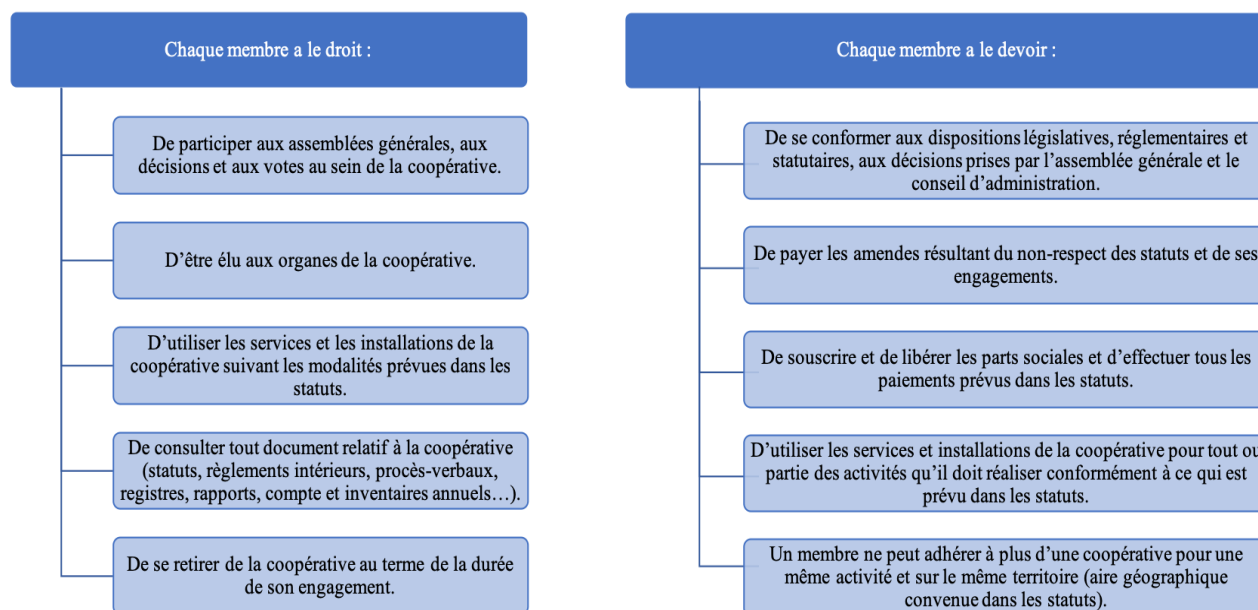 Chaque membre a le droit :
De participer aux assemblées générales, aux
décisions et aux votes au sein de la coopérative.
D’être élu aux organes de la coopérative.
D’utiliser les services et les installations de la
coopérative suivant les modalités prévues dans les
statuts.
De consulter tout document relatif à la coopérative
(statuts, règlements intérieurs, procès-verbaux,
registres, rapports, compte et inventaires annuels…).
De se retirer de la coopérative au terme de la durée
de son engagement.
Chaque membre a le devoir :
De se conformer aux dispositions législatives, réglementaires et
statutaires, aux décisions prises par l’assemblée générale et le
conseil d’administration.
De payer les amendes résultant du non-respect des statuts et de ses
engagements.
De souscrire et de libérer les parts sociales et d’effectuer tous les
paiements prévus dans les statuts.
D’utiliser les services et installations de la coopérative pour tout ou
partie des activités qu’il doit réaliser conformément à ce qui est
prévu dans les statuts.
Un membre ne peut adhérer à plus d’une coopérative pour une
même activité et sur le même territoire (aire géographique
convenue dans les statuts).